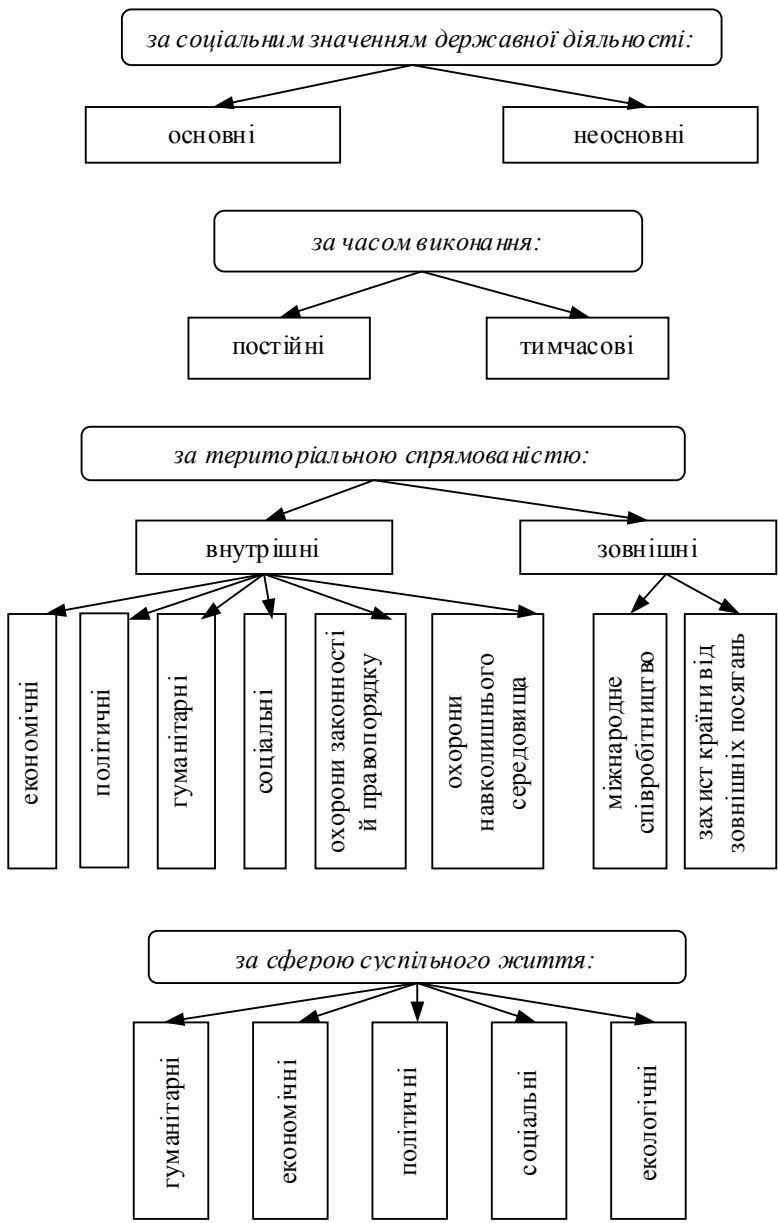 за соціальним значенням державної діяльності:
основні
неосновні
за часом виконання:
постійні
тимчасові
за територіальною спрямованістю:
внутрішні
зовнішні
економічні
політичні
гуманітарні
соціальні
охорони законності
й правопорядку
охорони
навколишнього
середовища
міжнародне
співробітництво
захист країни від
зовнішніх посягань
за сферою суспільного життя:
гуманітарні
економічні
політичні
соціальні
екологічні